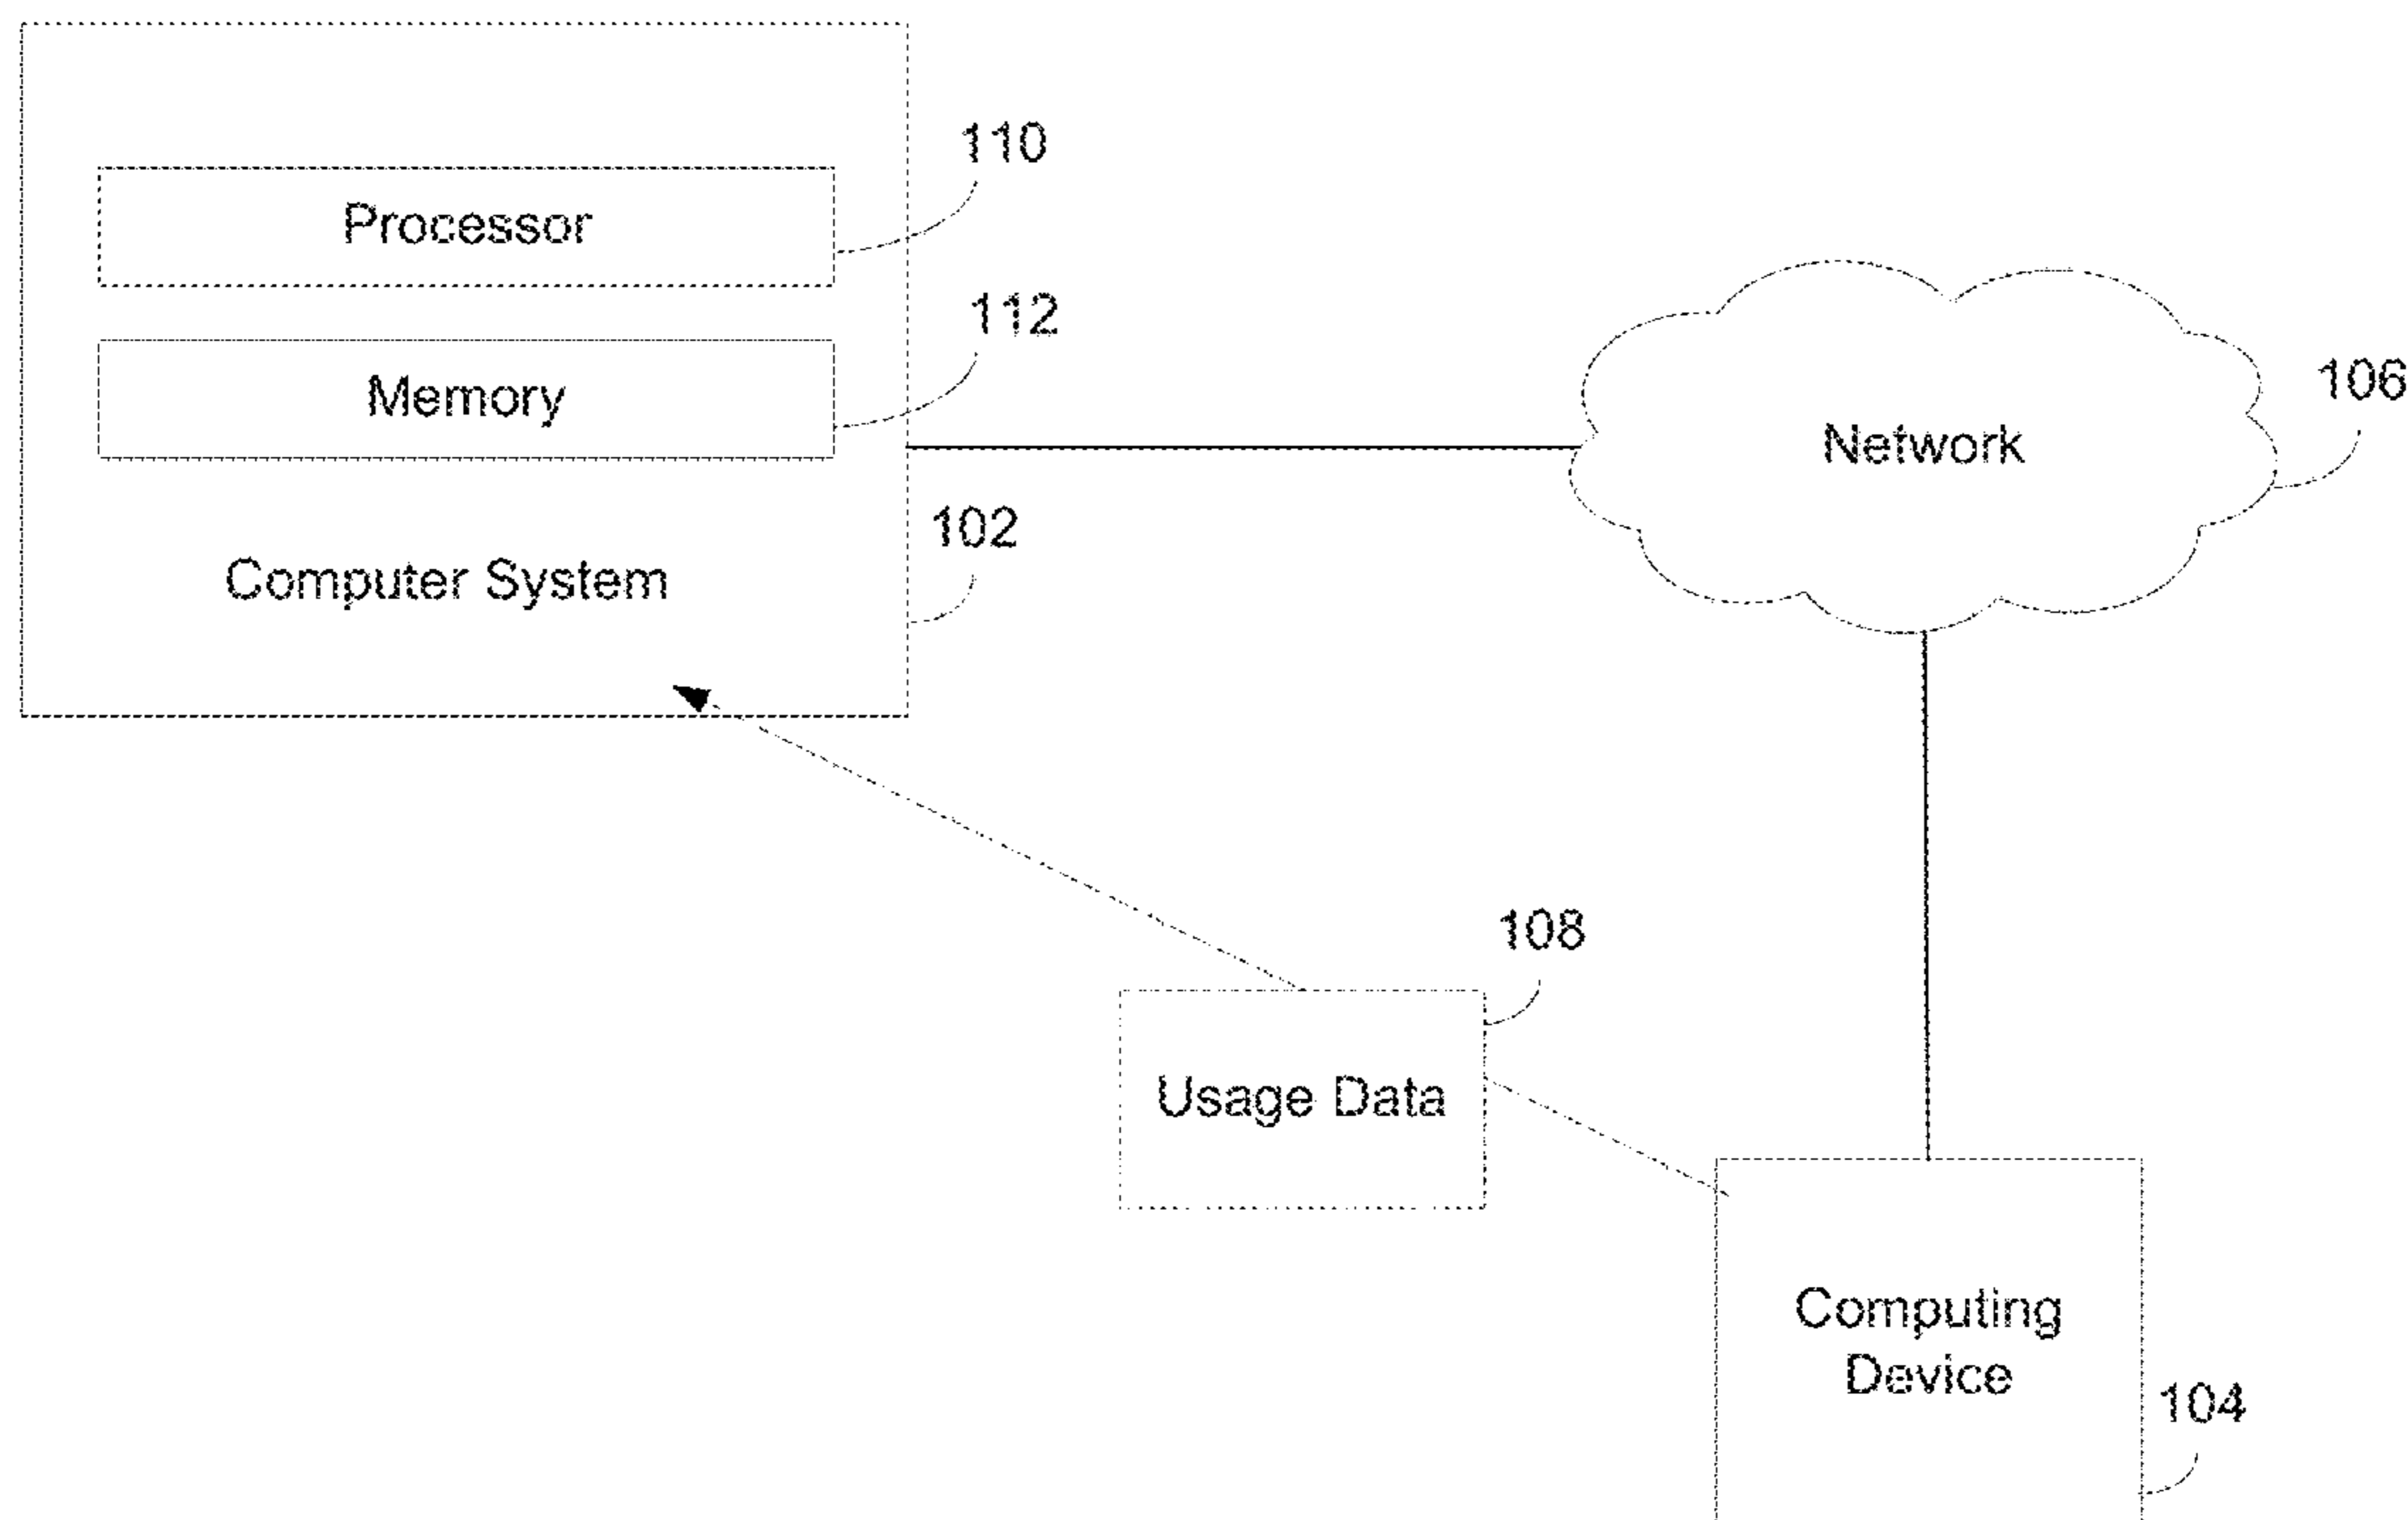 110
Processor
112
Memory
106
Network
102
Computer System
108
Usage Data
Computing
Device
104